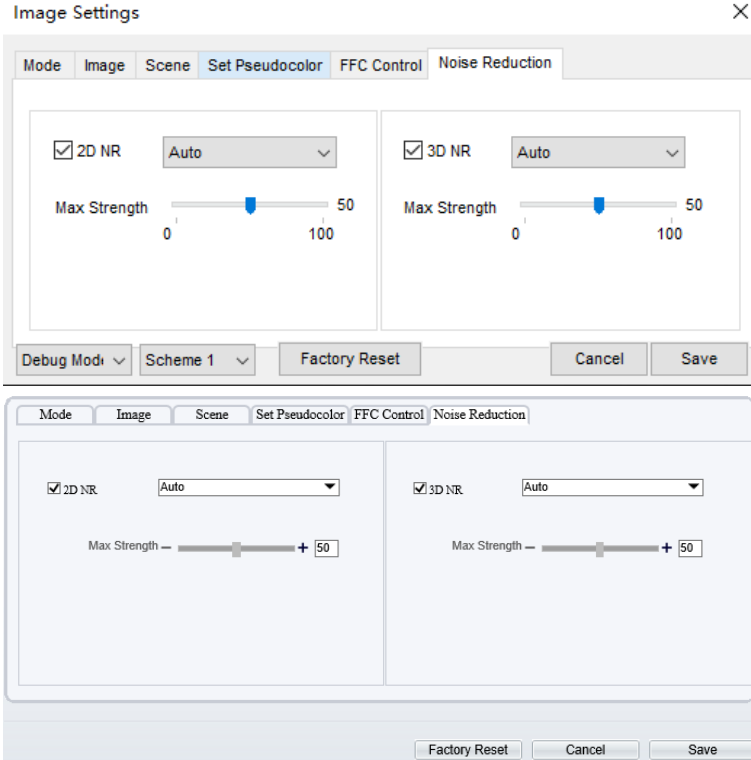 Image Settings
Mode Image Scene Set Pseudocolor FFC Control Noise Reduction
2D NR Auto 3D NR Auto
Max Strength 50 Max Strength 50
0 100 0 100
Debug Mode Scheme 1 Factory Reset Cancel Save
Mode Image Scene Set Pseudocolor FFC Control Noise Reduction
2D NR Auto 3D NR Auto
Max Strength 50 Max Strength 50
Factory Reset Cancel Save